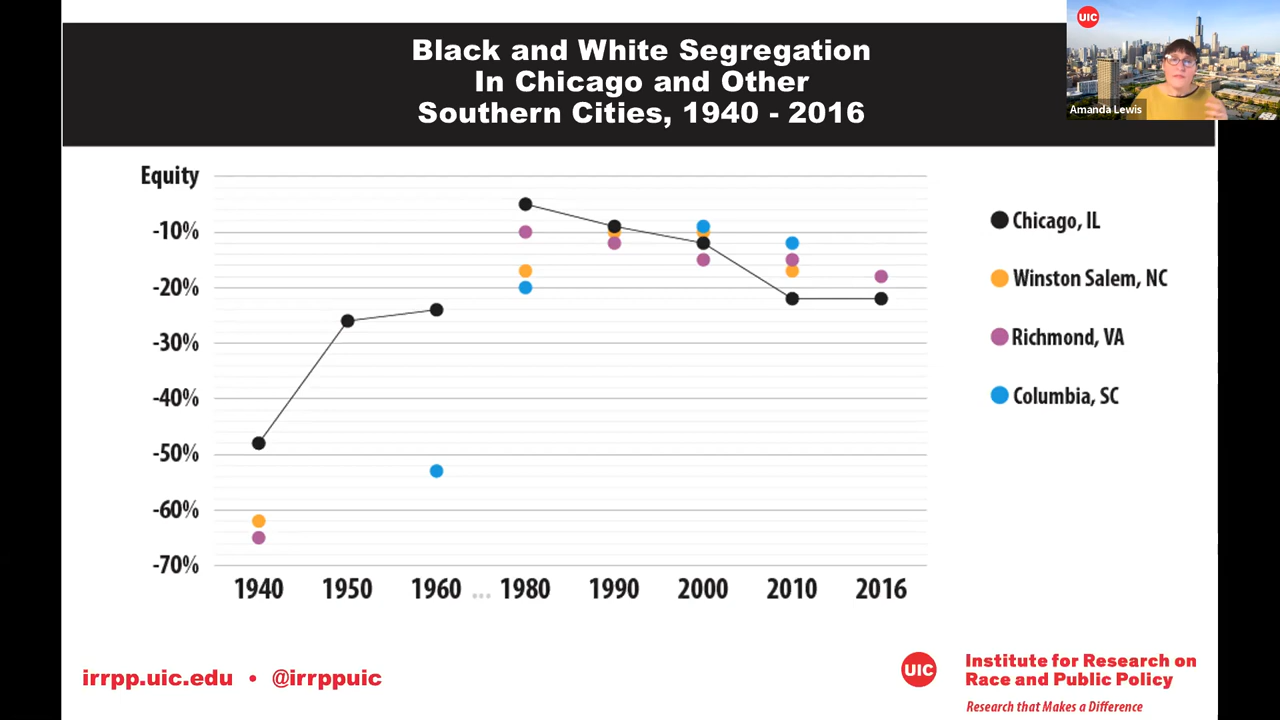 Black and White Segregation
In Chicago and Other
Southern Cities, 1940 - 2016
UIC
Amanda Lewis
Equity
-10%
-20%
-30%
-40%
-50%
-60%
-70%
1940 1950 1960 ... 1980 1990 2000 2010 2016
Chicago, IL
Winston Salem, NC
Richmond, VA
Columbia, SC
irrpp.uic.edu • @irrppuic
UIC
Institute for Research on
Race and Public Policy
Research that Makes a Difference